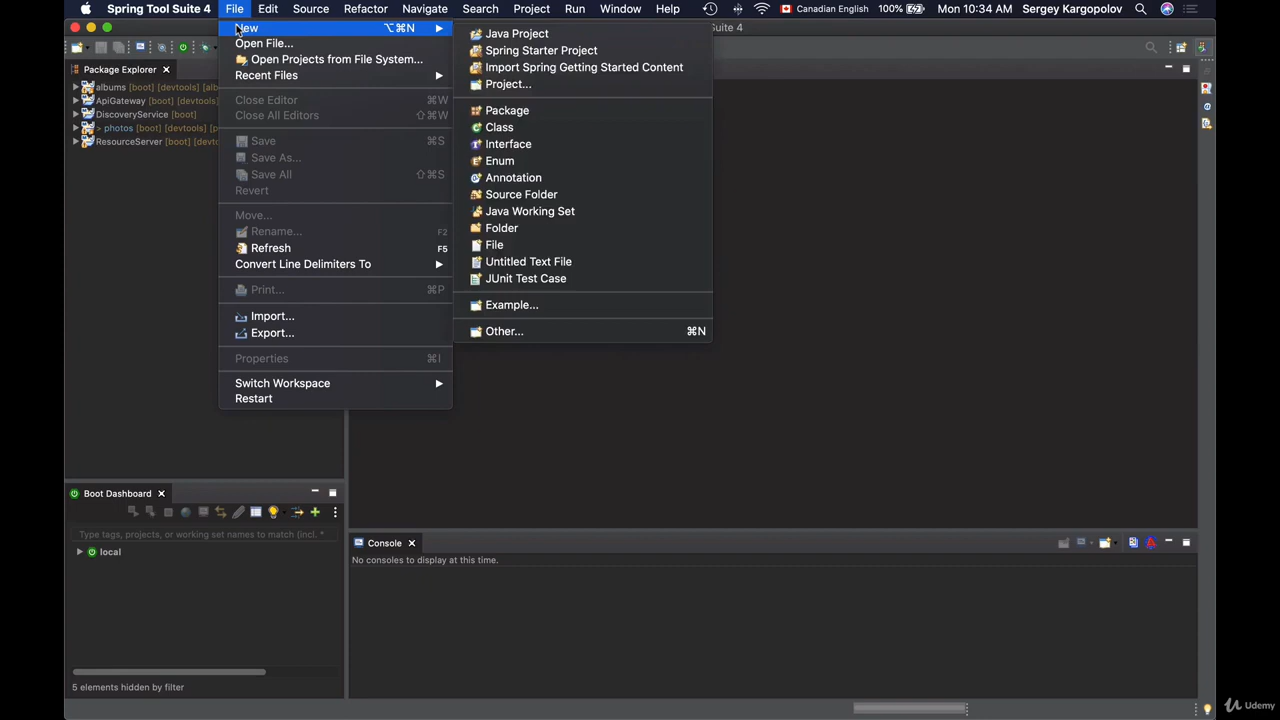 Spring Tool Suite 4 File Edit Source Refactor Navigate Search Project Run Window Help Canadian English 100% Mon 10:34 AM Sergey Kargopolov
Suite 4
New ⌥⌘N
Open File...
Open Projects from File System...
Recent Files
Close Editor ⌘W
Close All Editors ⇧⌘W
Save ⌘S
Save As...
Save All ⇧⌘S
Revert
Move...
Rename... F2
Refresh F5
Convert Line Delimiters To
Print... ⌘P
Import...
Export...
Properties ⌘I
Switch Workspace
Restart
Java Project
Spring Starter Project
Import Spring Getting Started Content
Project...
Package
Class
Interface
Enum
Annotation
Source Folder
Java Working Set
Folder
File
Untitled Text File
JUnit Test Case
Example...
Other... ⌘N
Package Explorer
albums [boot] [devtools]
ApiGateway [boot] [devtools]
DiscoveryService [boot]
> photos [boot] [devtools] [p
ResourceServer [boot] [devto
Boot Dashboard
Type tags, projects, or working set names to match (incl. *
local
5 elements hidden by filter
Console
No consoles to display at this time.
Udemy